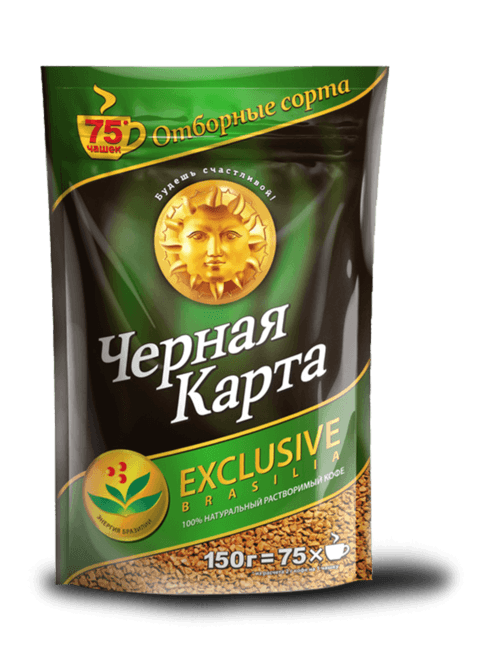 75*
чашек
Отборные сорта
Будешь счастливой!
Черная
Карта
EXCLUSIVE
BRASILIA
100% НАТУРАЛЬНЫЙ РАСТВОРИМЫЙ КОФЕ
ЭНЕРГИЯ БРАЗИЛИИ
150г=75×